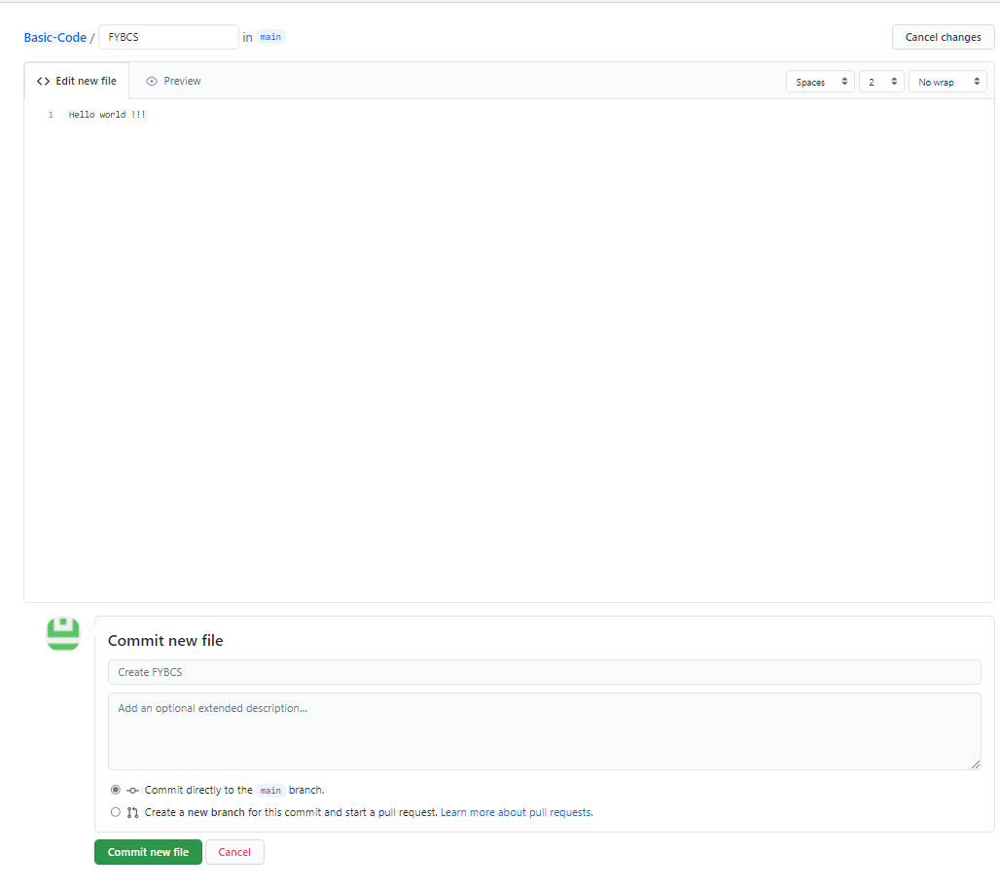 Basic-Code / FYBCS in main Cancel changes
Edit new file Preview Spaces 2 No wrap
1 Hello world !!!
Commit new file
Create FYBCS
Add an optional extended description...
Commit directly to the main branch.
Create a new branch for this commit and start a pull request. Learn more about pull requests.
Commit new file Cancel